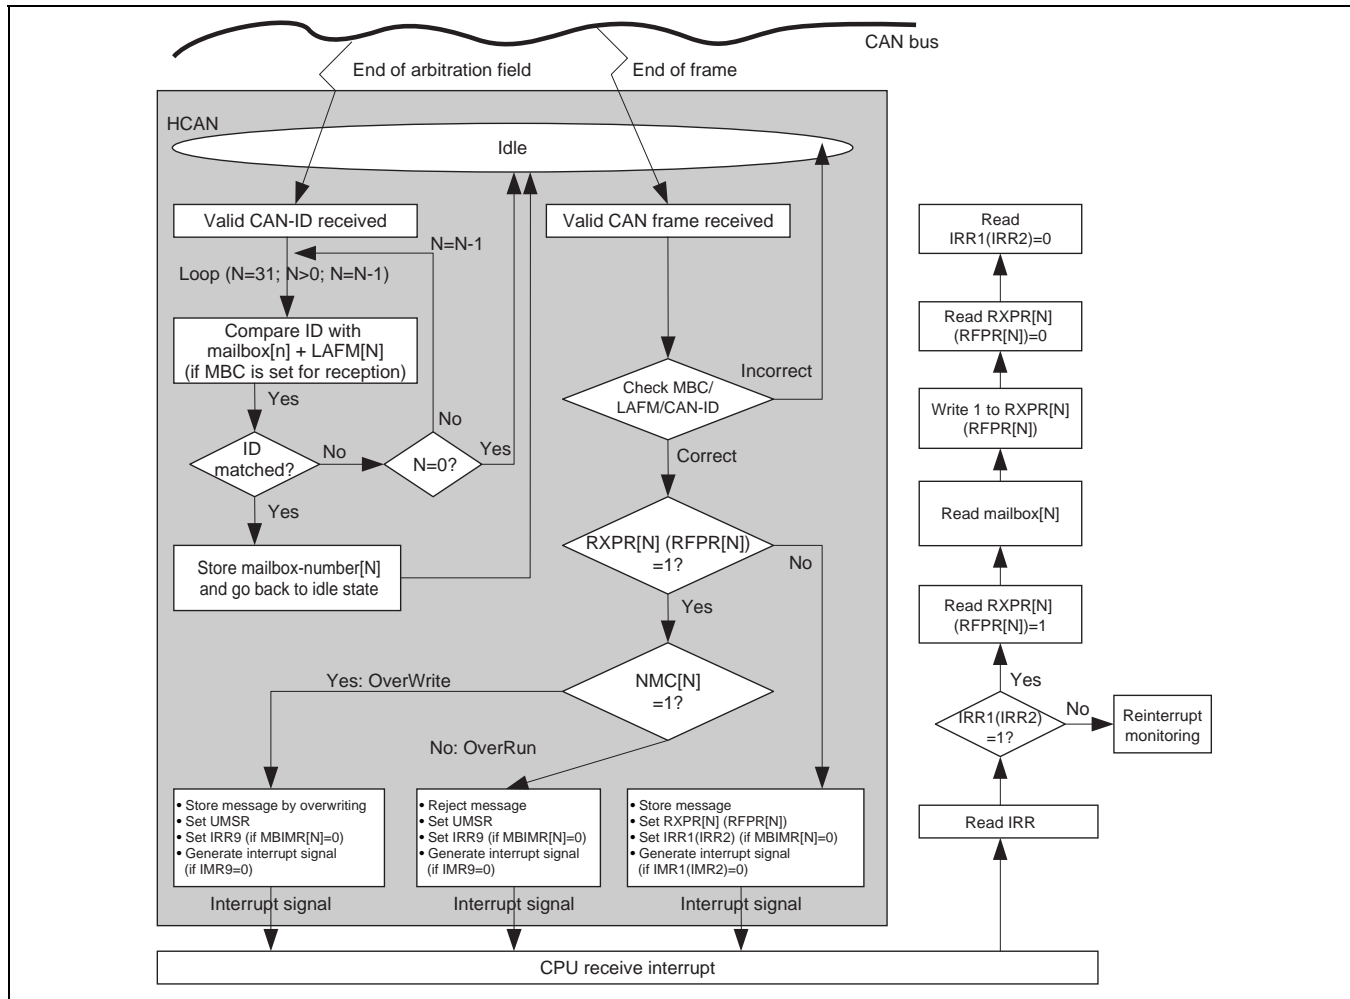 CAN bus
End of arbitration field
End of frame
HCAN
Idle
Valid CAN-ID received
Valid CAN frame received
N=N-1
Loop (N=31; N>0; N=N-1)
Compare ID with
mailbox[n] + LAFM[N]
(if MBC is set for reception)
Yes
ID
matched?
No
N=0?
No
Yes
Yes
Store mailbox-number[N]
and go back to idle state
Check MBC/
LAFM/CAN-ID
Incorrect
Correct
RXPR[N] (RFPR[N])
=1?
No
Yes
NMC[N]
=1?
Yes: OverWrite
No: OverRun
• Store message by overwriting
• Set UMSR
• Set IRR9 (if MBIMR[N]=0)
• Generate interrupt signal
(if IMR9=0)
• Reject message
• Set UMSR
• Set IRR9 (if MBIMR[N]=0)
• Generate interrupt signal
(if IMR9=0)
• Store message
• Set RXPR[N] (RFPR[N])
• Set IRR1(IRR2) (if MBIMR[N]=0)
• Generate interrupt signal
(if IMR1(IMR2)=0)
Interrupt signal
Interrupt signal
Interrupt signal
CPU receive interrupt
Read
IRR1(IRR2)=0
Read RXPR[N]
(RFPR[N])=0
Write 1 to RXPR[N]
(RFPR[N])
Read mailbox[N]
Read RXPR[N]
(RFPR[N])=1
Yes
IRR1(IRR2)
=1?
No
Reinterrupt
monitoring
Read IRR